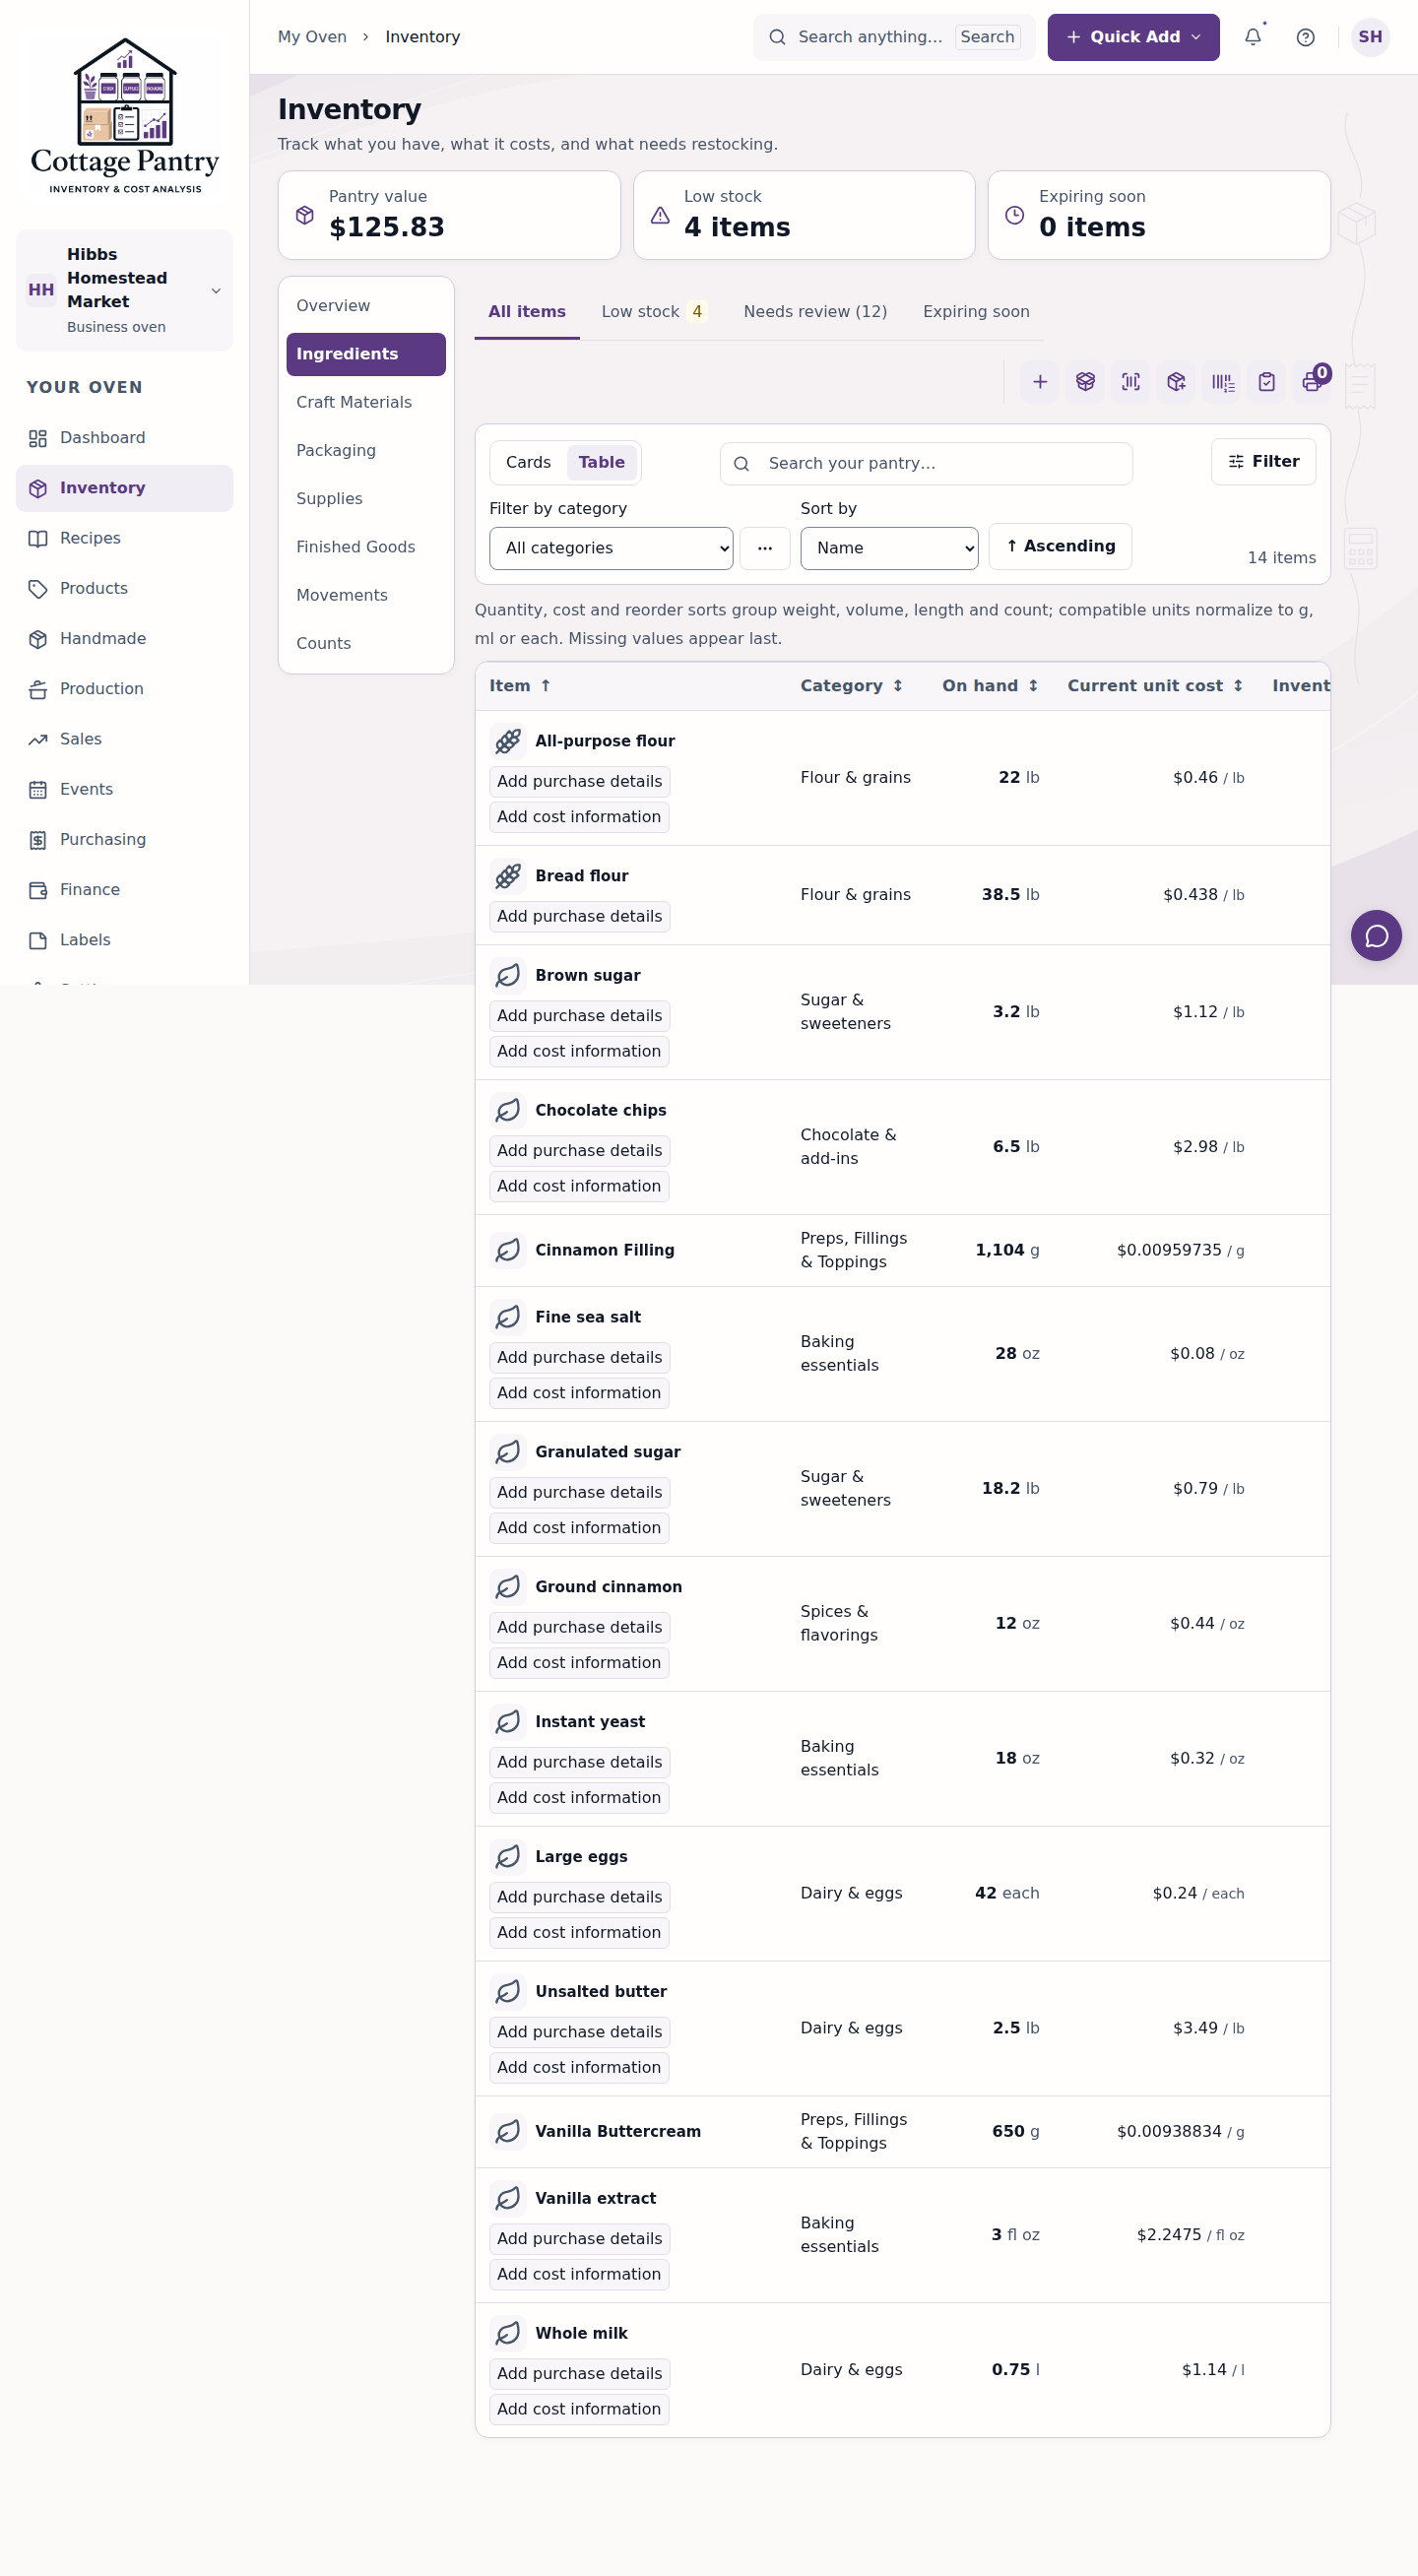 Cottage Pantry
INVENTORY & COST ANALYSIS
HH
Hibbs
Homestead
Market
Business oven
YOUR OVEN
Dashboard
Inventory
Recipes
Products
Handmade
Production
Sales
Events
Purchasing
Finance
Labels
My Oven > Inventory
Search anything... Search
+ Quick Add
SH
Inventory
Track what you have, what it costs, and what needs restocking.
Pantry value
$125.83
Low stock
4 items
Expiring soon
0 items
Overview
Ingredients
Craft Materials
Packaging
Supplies
Finished Goods
Movements
Counts
All items Low stock 4 Needs review (12) Expiring soon
0
Cards Table
Search your pantry...
Filter
Filter by category
All categories
...
Sort by
Name
↑ Ascending
14 items
Quantity, cost and reorder sorts group weight, volume, length and count; compatible units normalize to g,
ml or each. Missing values appear last.
Item ↑ Category ↕ On hand ↕ Current unit cost ↕ Invent
All-purpose flour
Add purchase details
Add cost information
Flour & grains 22 lb $0.46 / lb
Bread flour
Add purchase details
Flour & grains 38.5 lb $0.438 / lb
Brown sugar
Add purchase details
Add cost information
Sugar &
sweeteners
3.2 lb $1.12 / lb
Chocolate chips
Add purchase details
Add cost information
Chocolate &
add-ins
6.5 lb $2.98 / lb
Cinnamon Filling
Preps, Fillings
& Toppings
1,104 g $0.00959735 / g
Fine sea salt
Add purchase details
Add cost information
Baking
essentials
28 oz $0.08 / oz
Granulated sugar
Add purchase details
Add cost information
Sugar &
sweeteners
18.2 lb $0.79 / lb
Ground cinnamon
Add purchase details
Add cost information
Spices &
flavorings
12 oz $0.44 / oz
Instant yeast
Add purchase details
Add cost information
Baking
essentials
18 oz $0.32 / oz
Large eggs
Add purchase details
Add cost information
Dairy & eggs 42 each $0.24 / each
Unsalted butter
Add purchase details
Add cost information
Dairy & eggs 2.5 lb $3.49 / lb
Vanilla Buttercream
Preps, Fillings
& Toppings
650 g $0.00938834 / g
Vanilla extract
Add purchase details
Add cost information
Baking
essentials
3 fl oz $2.2475 / fl oz
Whole milk
Add purchase details
Add cost information
Dairy & eggs 0.75 l $1.14 / l